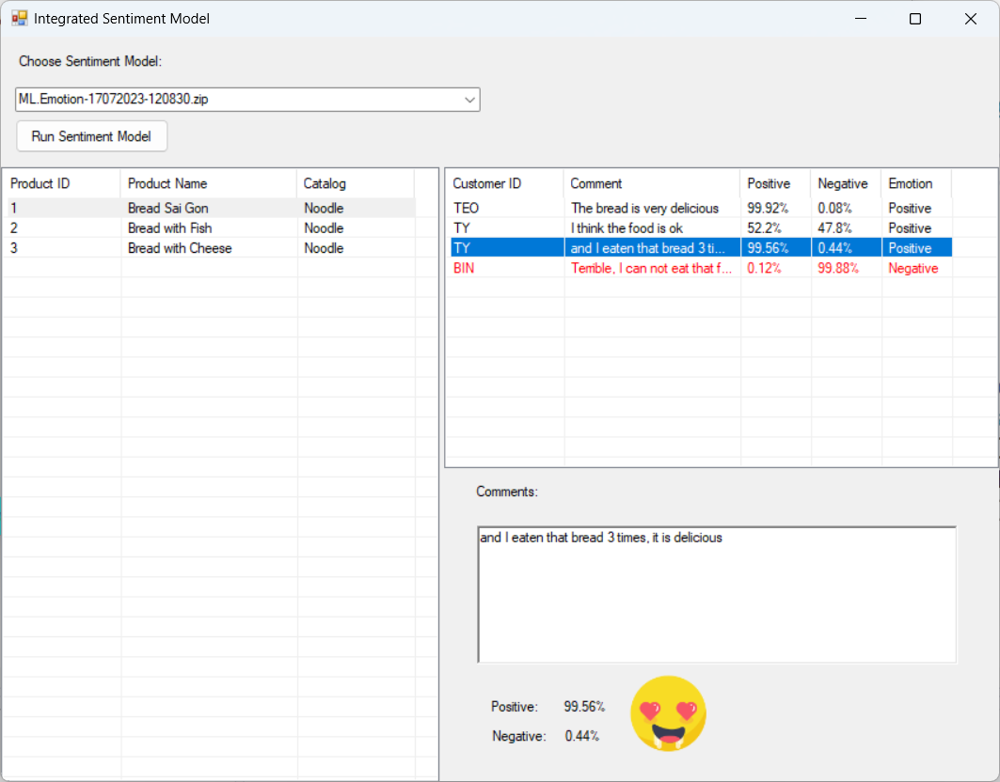 Integrated Sentiment Model
Choose Sentiment Model:
ML.Emotion-17072023-120830.zip
Run Sentiment Model
Product ID Product Name Catalog
1 Bread Sai Gon Noodle
2 Bread with Fish Noodle
3 Bread with Cheese Noodle
Customer ID Comment Positive Negative Emotion
TEO The bread is very delicious 99.92% 0.08% Positive
TY I think the food is ok 52.2% 47.8% Positive
TY and I eaten that bread 3 ti... 99.56% 0.44% Positive
BIN Terrible, I can not eat that f... 0.12% 99.88% Negative
Comments:
and I eaten that bread 3 times, it is delicious
Positive: 99.56%
Negative: 0.44%